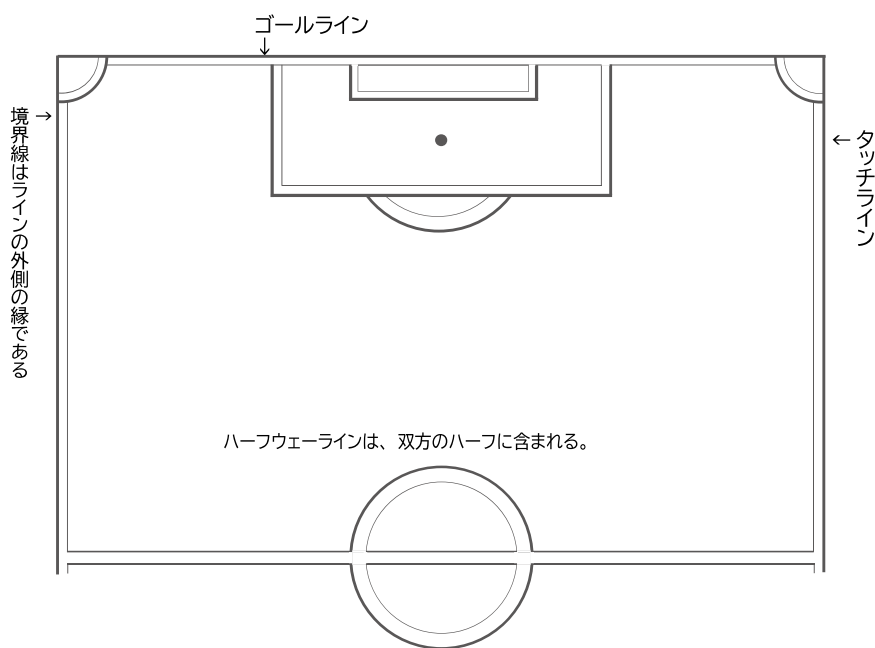 ゴールライン
境界線はラインの外側の縁である
タッチライン
ハーフウェーラインは、双方のハーフに含まれる。